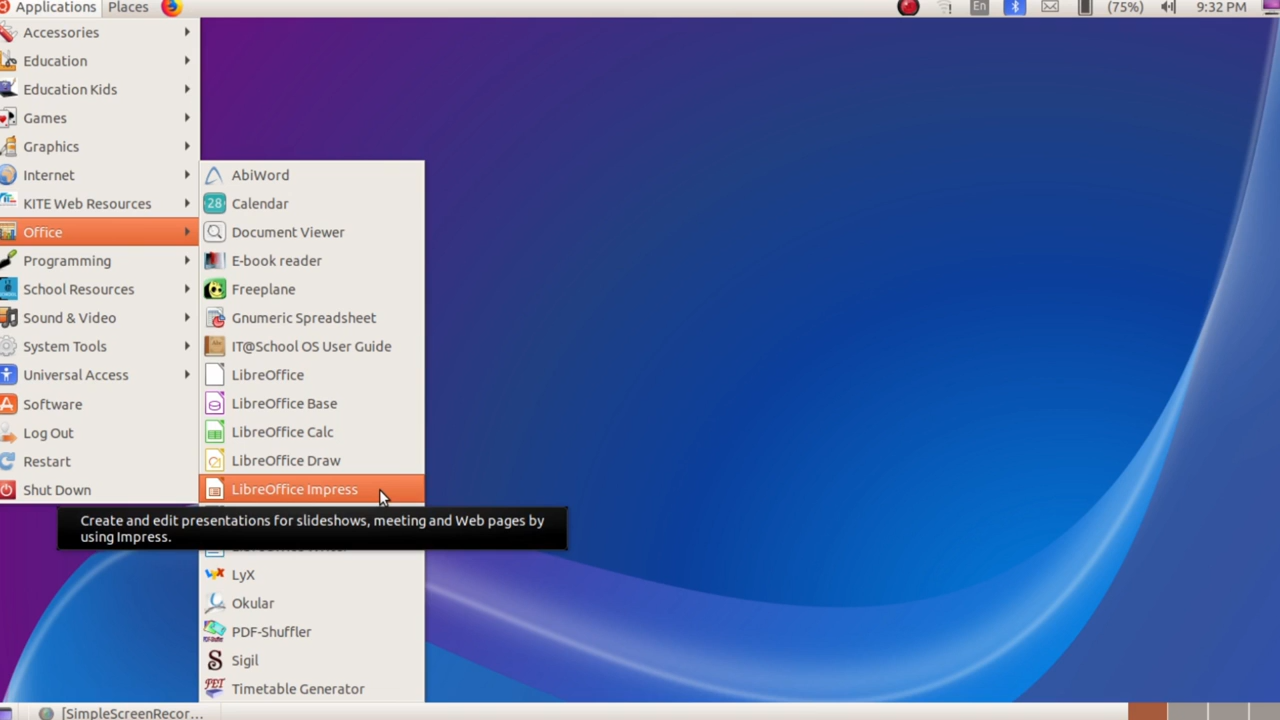 Applications Places En (75%) 9:32 PM
Accessories
Education
Education Kids
Games
Graphics
Internet
KITE Web Resources
Office
Programming
School Resources
Sound & Video
System Tools
Universal Access
Software
Log Out
Restart
Shut Down
AbiWord
28 Calendar
Document Viewer
E-book reader
Freeplane
Gnumeric Spreadsheet
IT@School OS User Guide
LibreOffice
LibreOffice Base
LibreOffice Calc
LibreOffice Draw
LibreOffice Impress
Create and edit presentations for slideshows, meeting and Web pages by
using Impress.
LyX
Okular
PDF-Shuffler
Sigil
FET Timetable Generator
[SimpleScreenRecor...